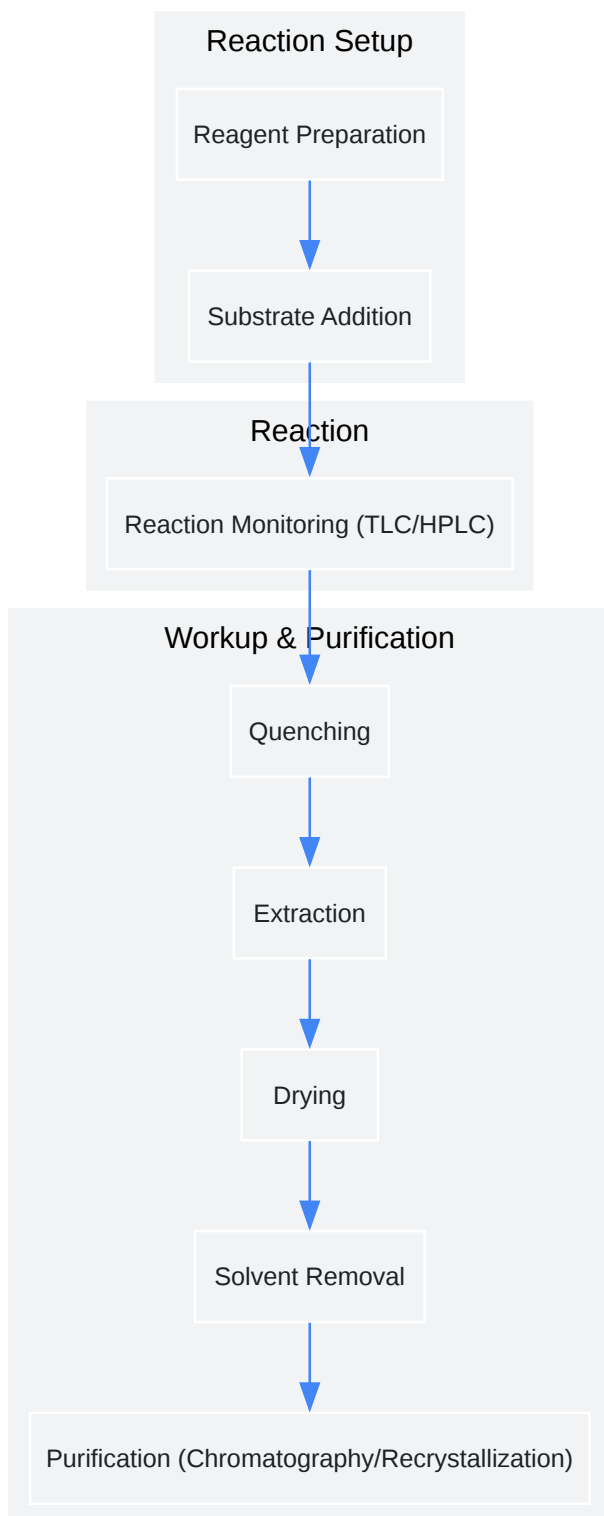 Reaction Setup
Reagent Preparation
Substrate Addition
Reaction
Reaction Monitoring (TLC/HPLC)
Workup & Purification
Quenching
Extraction
Drying
Solvent Removal
Purification (Chromatography/Recrystallization)